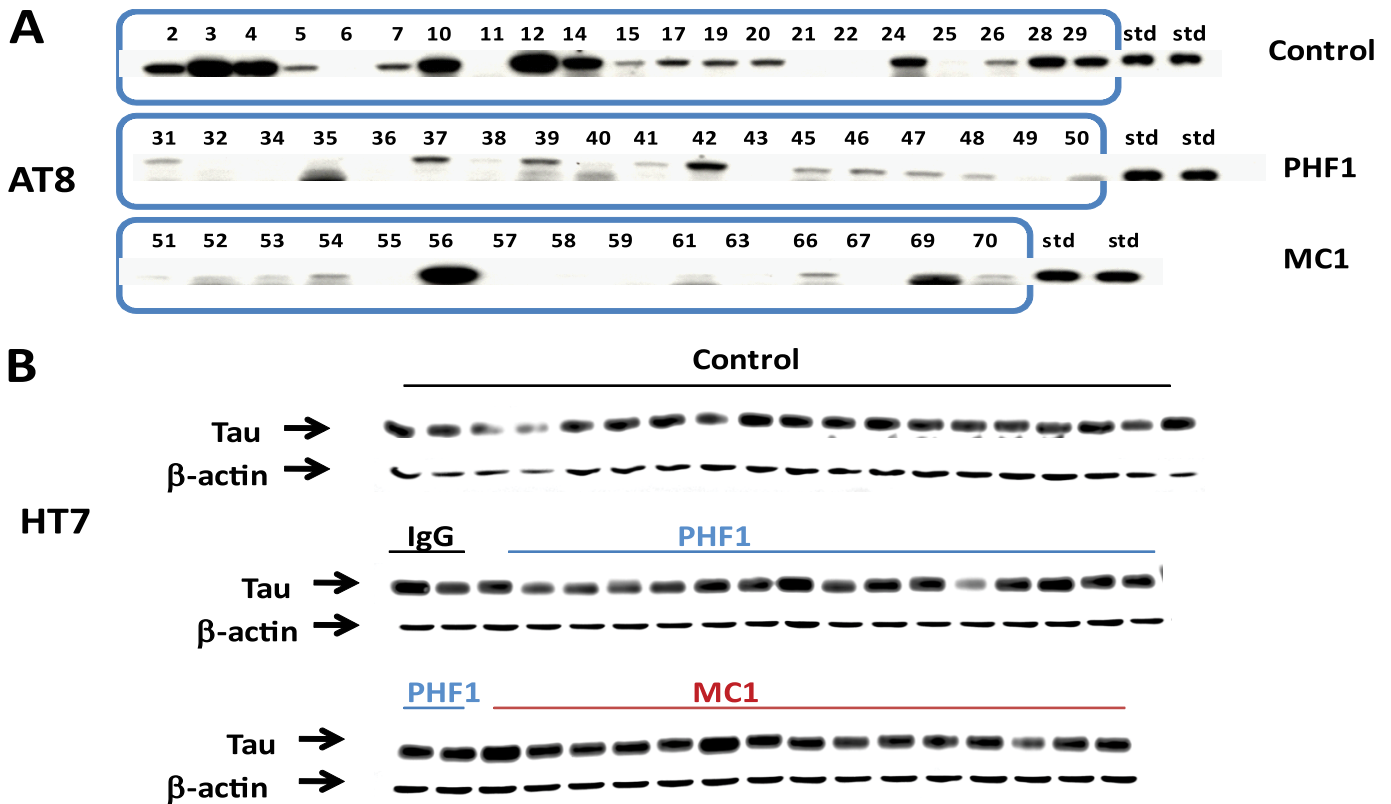 A
2 3 4 5 6 7 10 11 12 14 15 17 19 20 21 22 24 25 26 28 29 std std
Control
31 32 34 35 36 37 38 39 40 41 42 43 45 46 47 48 49 50 std std
AT8
PHF1
51 52 53 54 55 56 57 58 59 61 63 66 67 69 70 std std
MC1
B
Control
Tau
β-actin
HT7
IgG PHF1
Tau
β-actin
PHF1 MC1
Tau
β-actin